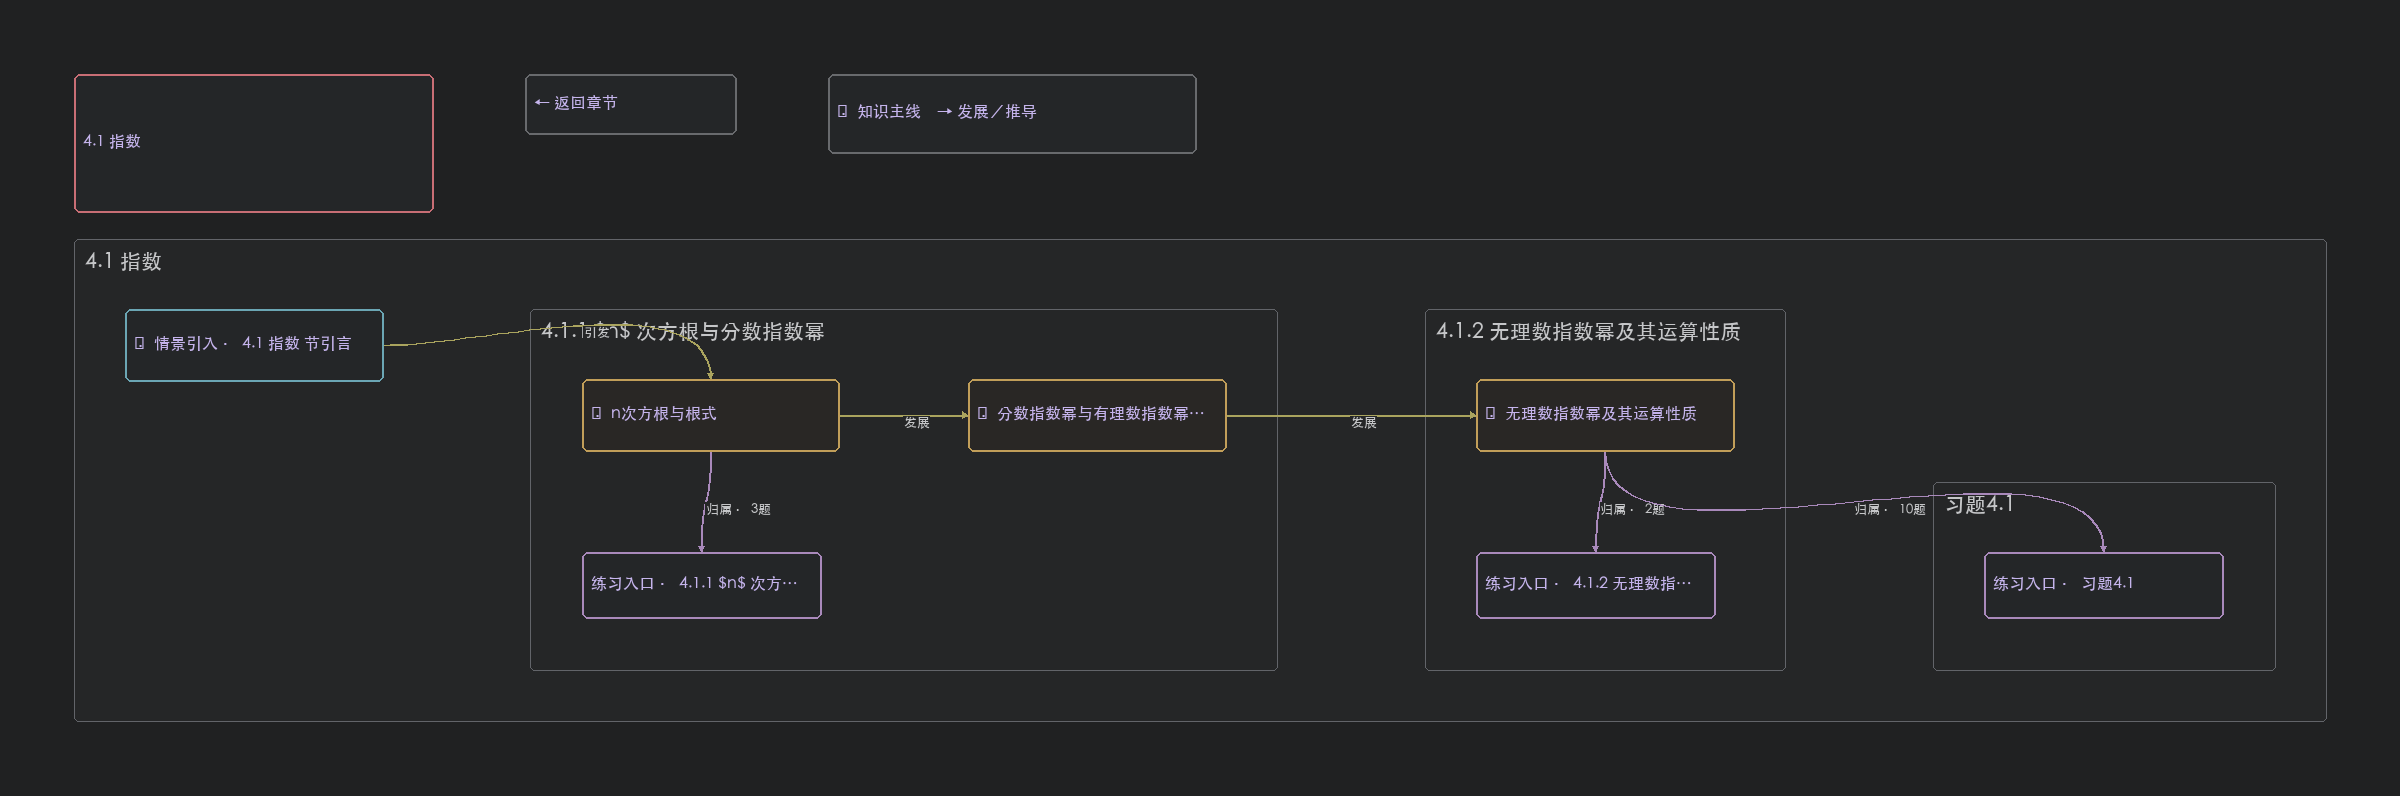 4.1 指数
← 返回章节
知识主线 → 发展／推导
4.1 指数
情景引入 · 4.1 指数 节引言
4.1.1 $n$ 次方根与分数指数幂
引发
n次方根与根式
发展
分数指数幂与有理数指数幂…
发展
4.1.2 无理数指数幂及其运算性质
无理数指数幂及其运算性质
归属 · 3题
归属 · 2题
归属 · 10题
习题4.1
练习入口 · 4.1.1 $n$ 次方…
练习入口 · 4.1.2 无理数指…
练习入口 · 习题4.1